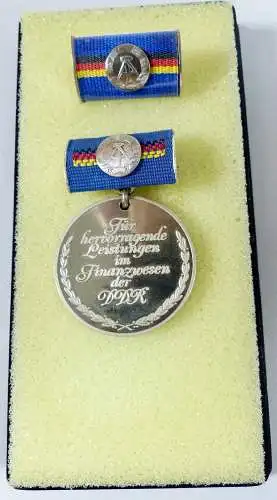 Für
hervorragende
Leistungen
im
Finanzwesen
der
DDR